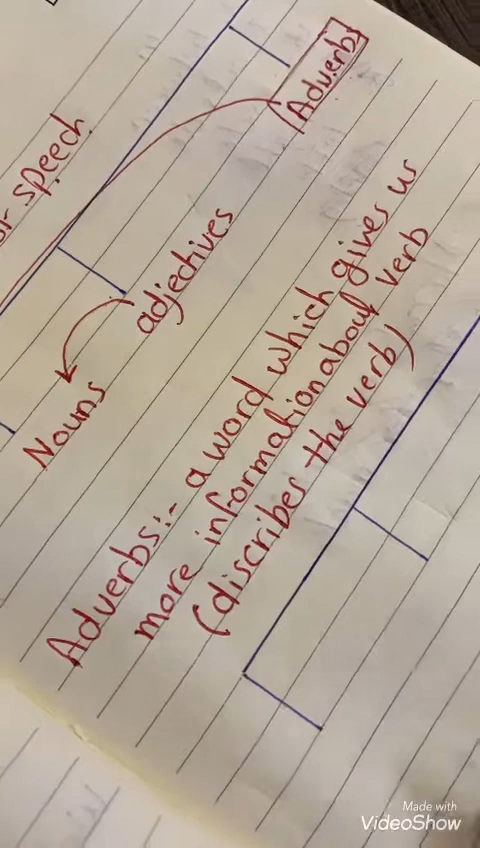 Adverbs
speech
adjectives
Nouns
Adverbs:- a word which gives us
more information about verb
(discribes the verb)
Made with
VideoShow